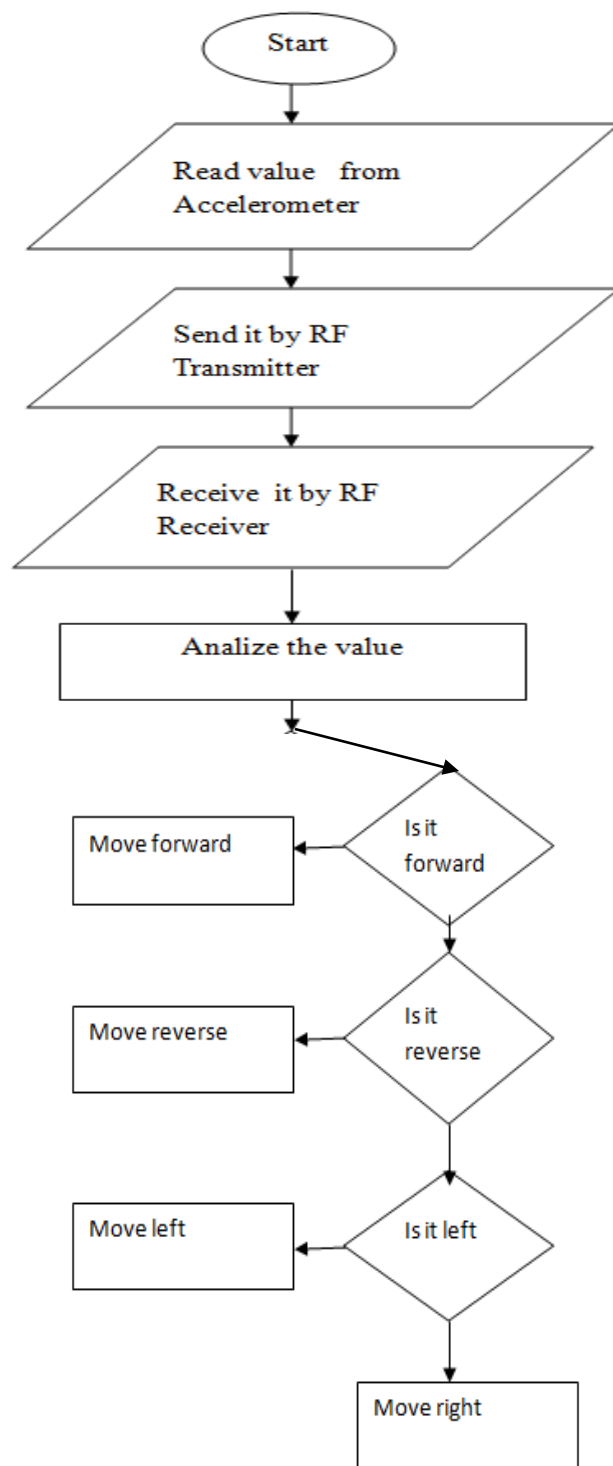 Start
Read value from
Accelerometer
Send it by RF
Transmitter
Receive it by RF
Receiver
Analize the value
Is it
forward
Move forward
Is it
reverse
Move reverse
Is it left
Move left
Move right